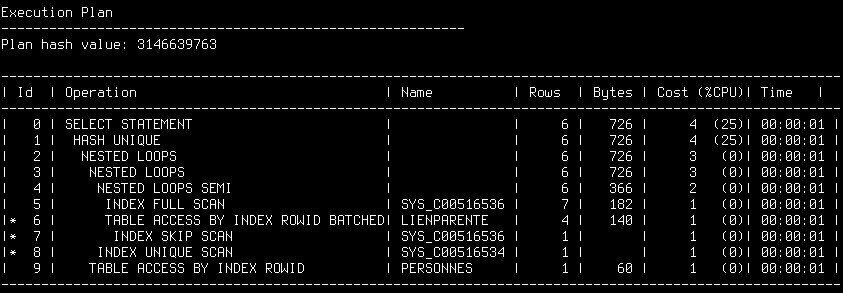 Execution Plan
----------------------------------------------------------
Plan hash value: 3146639763
---------------------------------------------------------------------------------------------------------
| Id  | Operation                              | Name          | Rows  | Bytes | Cost (%CPU)| Time     |
---------------------------------------------------------------------------------------------------------
|   0 | SELECT STATEMENT                       |               |     6 |   726 |     4  (25)| 00:00:01 |
|   1 |  HASH UNIQUE                           |               |     6 |   726 |     4  (25)| 00:00:01 |
|   2 |   NESTED LOOPS                         |               |     6 |   726 |     3   (0)| 00:00:01 |
|   3 |    NESTED LOOPS                        |               |     6 |   726 |     3   (0)| 00:00:01 |
|   4 |     NESTED LOOPS SEMI                  |               |     6 |   366 |     2   (0)| 00:00:01 |
|   5 |      INDEX FULL SCAN                   | SYS_C00516536 |     7 |   182 |     1   (0)| 00:00:01 |
|*  6 |      TABLE ACCESS BY INDEX ROWID BATCHED| LIENPARENTE   |     4 |   140 |     1   (0)| 00:00:01 |
|*  7 |       INDEX SKIP SCAN                  | SYS_C00516536 |     1 |       |     1   (0)| 00:00:01 |
|*  8 |     INDEX UNIQUE SCAN                  | SYS_C00516534 |     1 |       |     1   (0)| 00:00:01 |
|   9 |    TABLE ACCESS BY INDEX ROWID         | PERSONNES     |     1 |    60 |     1   (0)| 00:00:01 |
---------------------------------------------------------------------------------------------------------